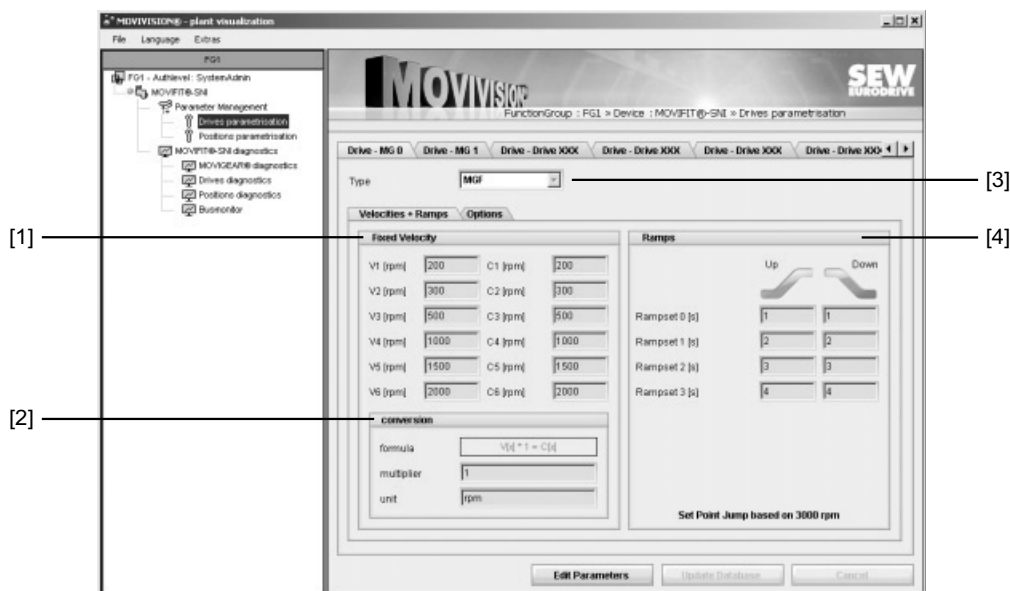 MOVIVISION® - plant visualization
File Language Extras
FG1
FG1 - Authlevel: SystemAdmin
MOVIFIT®-SNI
Parameter Management
Drives parametrisation
Positions parametrisation
MOVIFIT®-SNI diagnostics
MOVIGEAR® diagnostics
Drives diagnostics
Positions diagnostics
Busmonitor
MOVIVISION®
SEW
EURODRIVE
FunctionGroup : FG1 » Device : MOVIFIT®-SNI » Drives parametrisation
Drive - MG 0 Drive - MG 1 Drive - Drive XXX Drive - Drive XXX Drive - Drive XXX Drive - Drive XXX
Type MGF [3]
Velocities + Ramps Options
[1] Fixed Velocity Ramps [4]
Up Down
V1 [rpm] 200 C1 [rpm] 200
V2 [rpm] 300 C2 [rpm] 300
V3 [rpm] 500 C3 [rpm] 500 Rampset 0 [s] 1 1
V4 [rpm] 1000 C4 [rpm] 1000 Rampset 1 [s] 2 2
V5 [rpm] 1500 C5 [rpm] 1500 Rampset 2 [s] 3 3
V6 [rpm] 2000 C6 [rpm] 2000 Rampset 3 [s] 4 4
[2] conversion
formula V[x] * 1 = C[x]
multiplier 1
unit rpm
Set Point Jump based on 3000 rpm
Edit Parameters Update Database Cancel